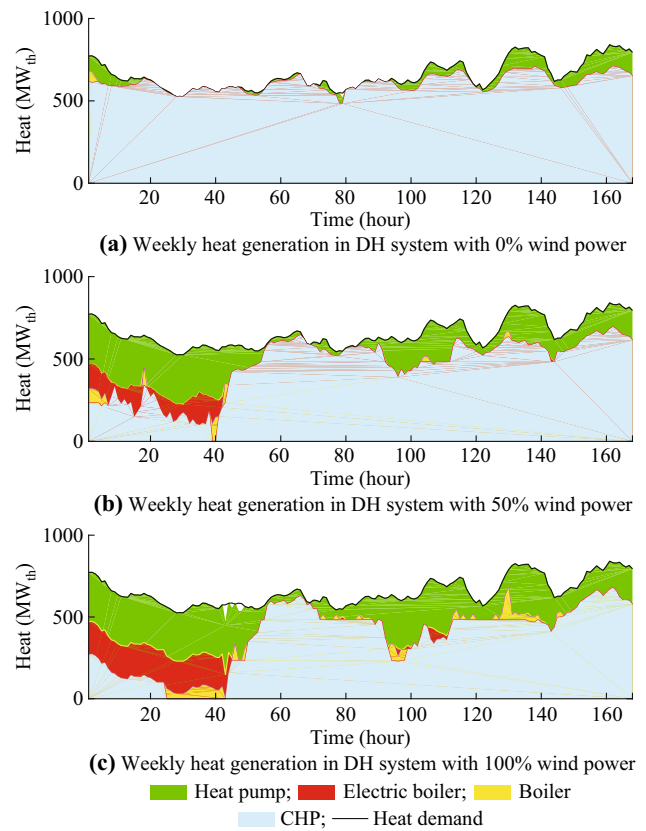 1000
500
0
Heat (MWth)
20 40 60 80 100 120 140 160
Time (hour)
(a) Weekly heat generation in DH system with 0% wind power
1000
500
0
Heat (MWth)
20 40 60 80 100 120 140 160
Time (hour)
(b) Weekly heat generation in DH system with 50% wind power
1000
500
0
Heat (MWth)
20 40 60 80 100 120 140 160
Time (hour)
(c) Weekly heat generation in DH system with 100% wind power
Heat pump; Electric boiler; Boiler
CHP; Heat demand